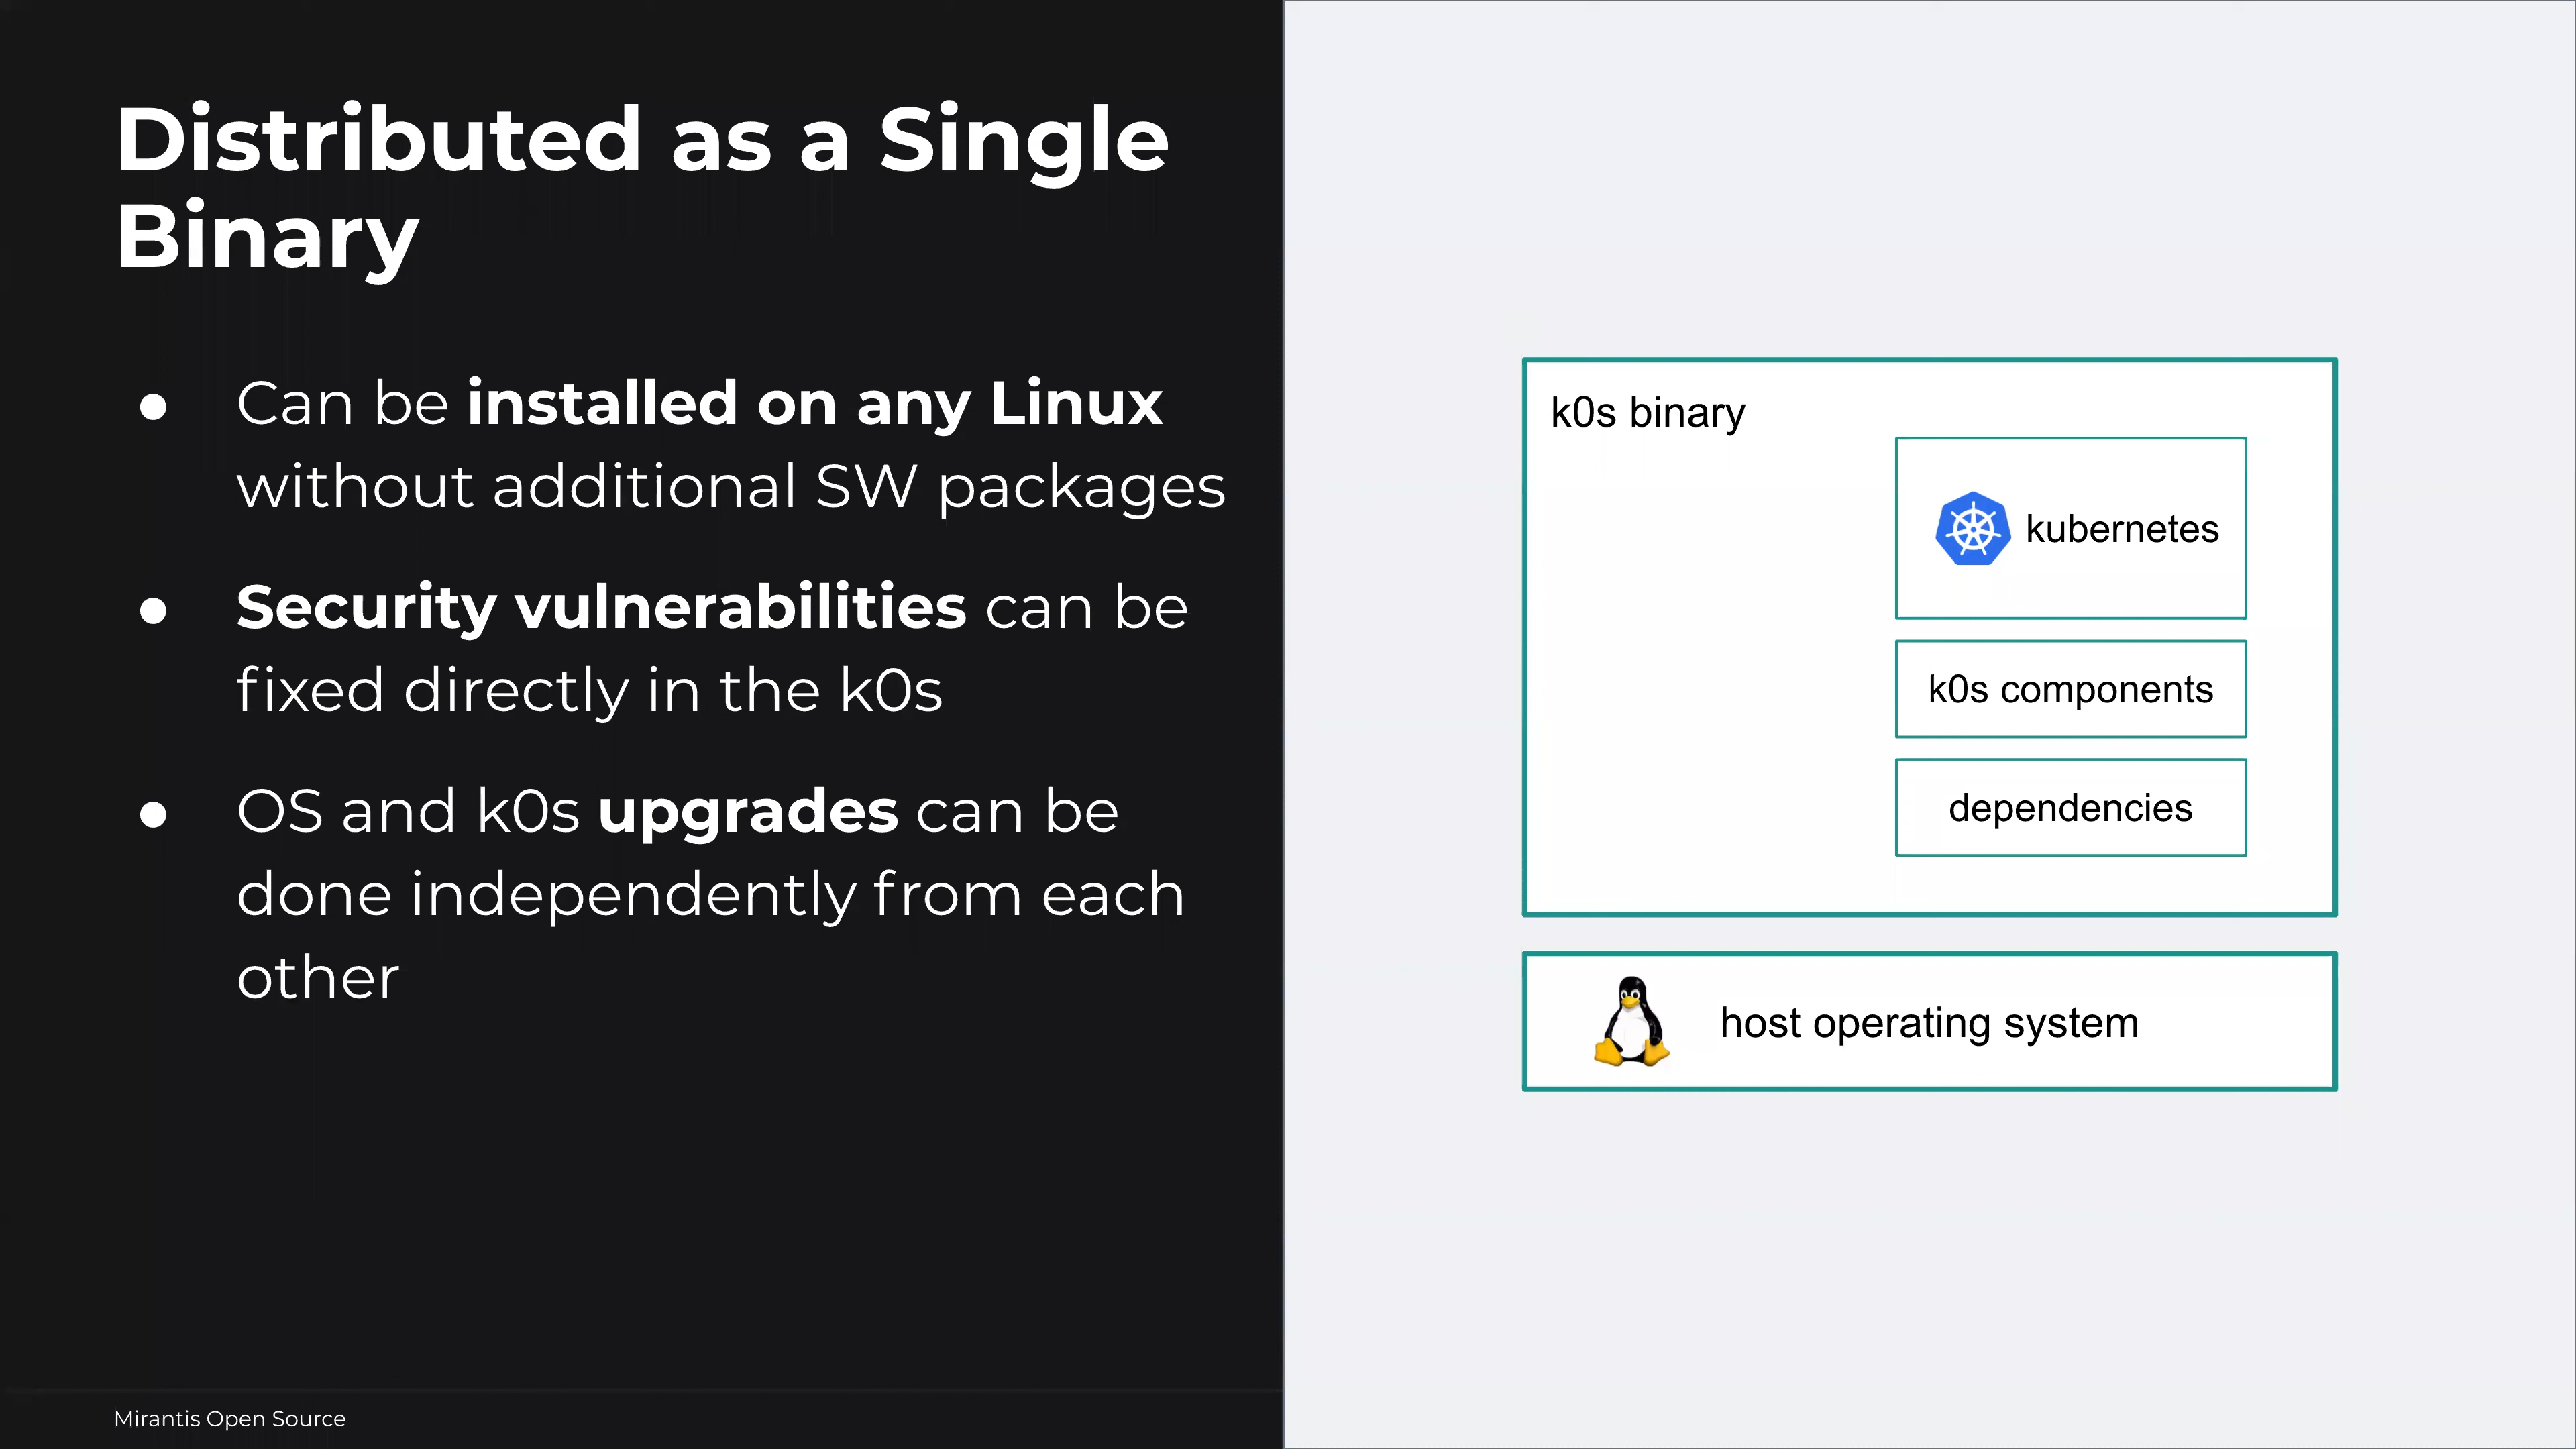 Distributed as a Single
Binary
● Can be installed on any Linux
without additional SW packages
● Security vulnerabilities can be
fixed directly in the k0s
● OS and k0s upgrades can be
done independently from each
other
Mirantis Open Source
k0s binary
kubernetes
k0s components
dependencies
host operating system